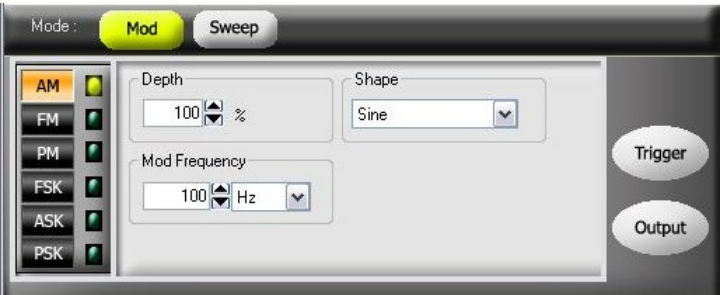 Mode: Mod Sweep
AM
FM
PM
FSK
ASK
PSK
Depth
100 %
Shape
Sine
Mod Frequency
100 Hz
Trigger
Output